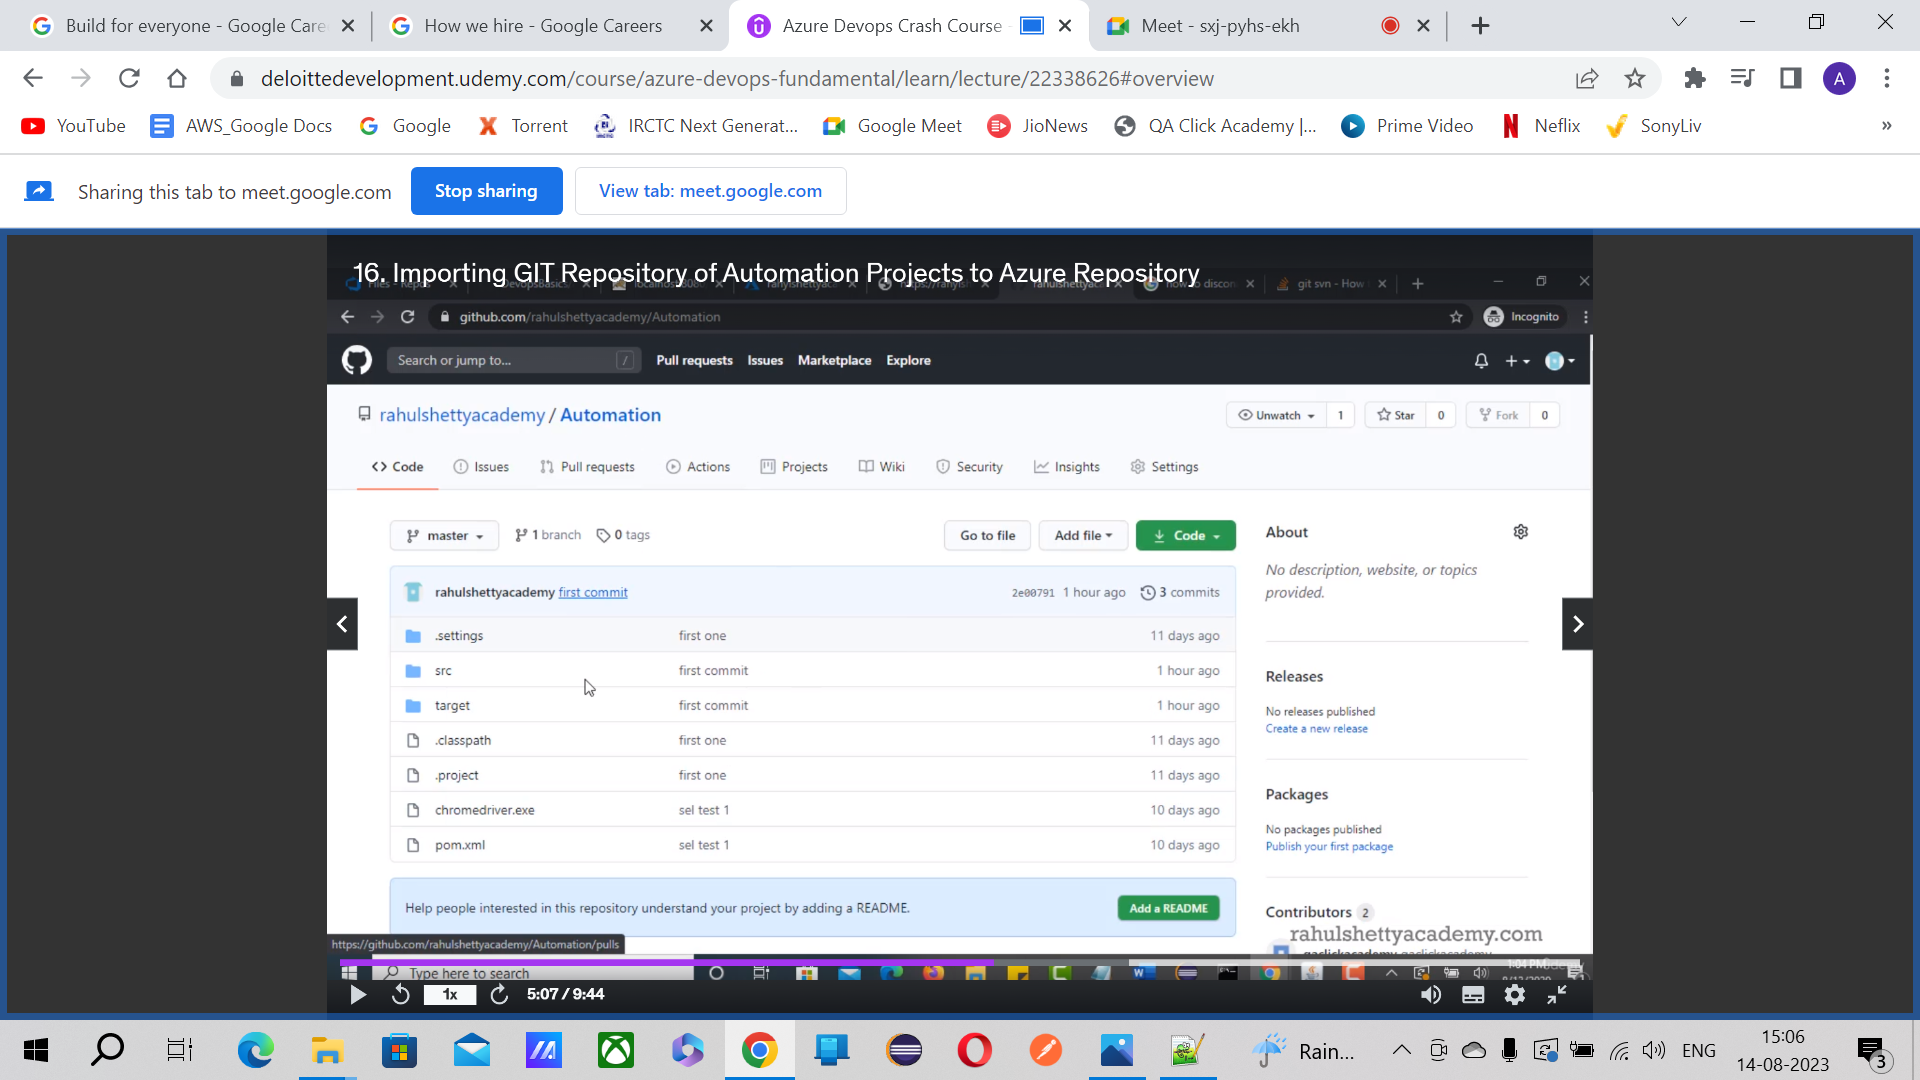 Build for everyone - Google Care
How we hire - Google Careers
Azure Devops Crash Course
Meet - sxj-pyhs-ekh
deloittedevelopment.udemy.com/course/azure-devops-fundamental/learn/lecture/22338626#overview
A
YouTube
AWS_Google Docs
Google
Torrent
IRCTC Next Generat...
Google Meet
JioNews
QA Click Academy |...
Prime Video
Neflix
SonyLiv
»
Sharing this tab to meet.google.com
Stop sharing
View tab: meet.google.com
16. Importing GIT Repository of Automation Projects to Azure Repository
git svn - How
github.com/rahulshettyacademy/Automation
Incognito
Search or jump to...
/
Pull requests
Issues
Marketplace
Explore
rahulshettyacademy / Automation
Unwatch 1
Star 0
Fork 0
Code
Issues
Pull requests
Actions
Projects
Wiki
Security
Insights
Settings
master
1 branch
0 tags
Go to file
Add file
Code
About
No description, website, or topics
provided.
rahulshettyacademy first commit
2e00791 1 hour ago 3 commits
.settings first one 11 days ago
src first commit 1 hour ago
target first commit 1 hour ago
.classpath first one 11 days ago
.project first one 11 days ago
chromedriver.exe sel test 1 10 days ago
pom.xml sel test 1 10 days ago
Releases
No releases published
Create a new release
Packages
No packages published
Publish your first package
Help people interested in this repository understand your project by adding a README.
Add a README
Contributors 2
rahulshettyacademy.com
https://github.com/rahulshettyacademy/Automation/pulls
Type here to search
1x
5:07 / 9:44
Rain...
ENG
15:06
14-08-2023
3